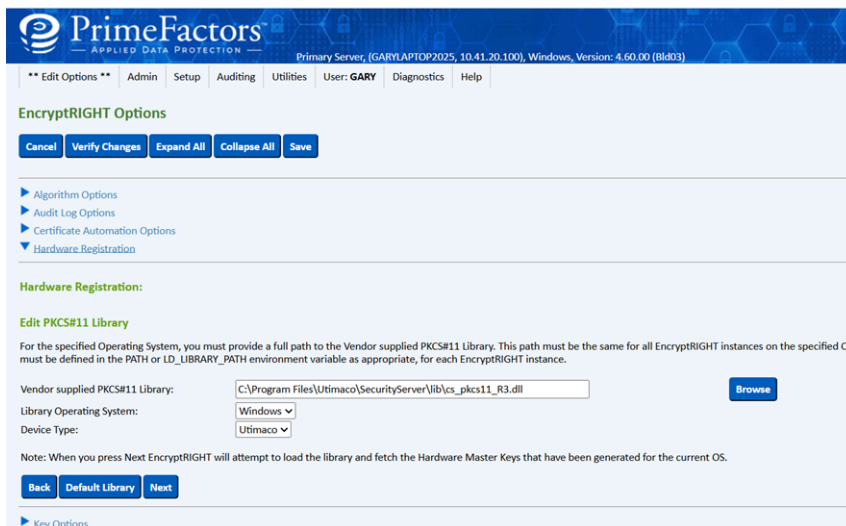 PrimeFactors™
— APPLIED DATA PROTECTION —
Primary Server, (GARYLAPTOP2025, 10.41.20.100), Windows, Version: 4.60.00 (Bld03)
** Edit Options ** Admin Setup Auditing Utilities User: GARY Diagnostics Help
EncryptRIGHT Options
Cancel Verify Changes Expand All Collapse All Save
Algorithm Options
Audit Log Options
Certificate Automation Options
Hardware Registration
Hardware Registration:
Edit PKCS#11 Library
For the specified Operating System, you must provide a full path to the Vendor supplied PKCS#11 Library. This path must be the same for all EncryptRIGHT instances on the specified
must be defined in the PATH or LD_LIBRARY_PATH environment variable as appropriate, for each EncryptRIGHT instance.
Vendor supplied PKCS#11 Library: C:\Program Files\Utimaco\SecurityServer\lib\cs_pkcs11_R3.dll Browse
Library Operating System: Windows
Device Type: Utimaco
Note: When you press Next EncryptRIGHT will attempt to load the library and fetch the Hardware Master Keys that have been generated for the current OS.
Back Default Library Next
Key Options